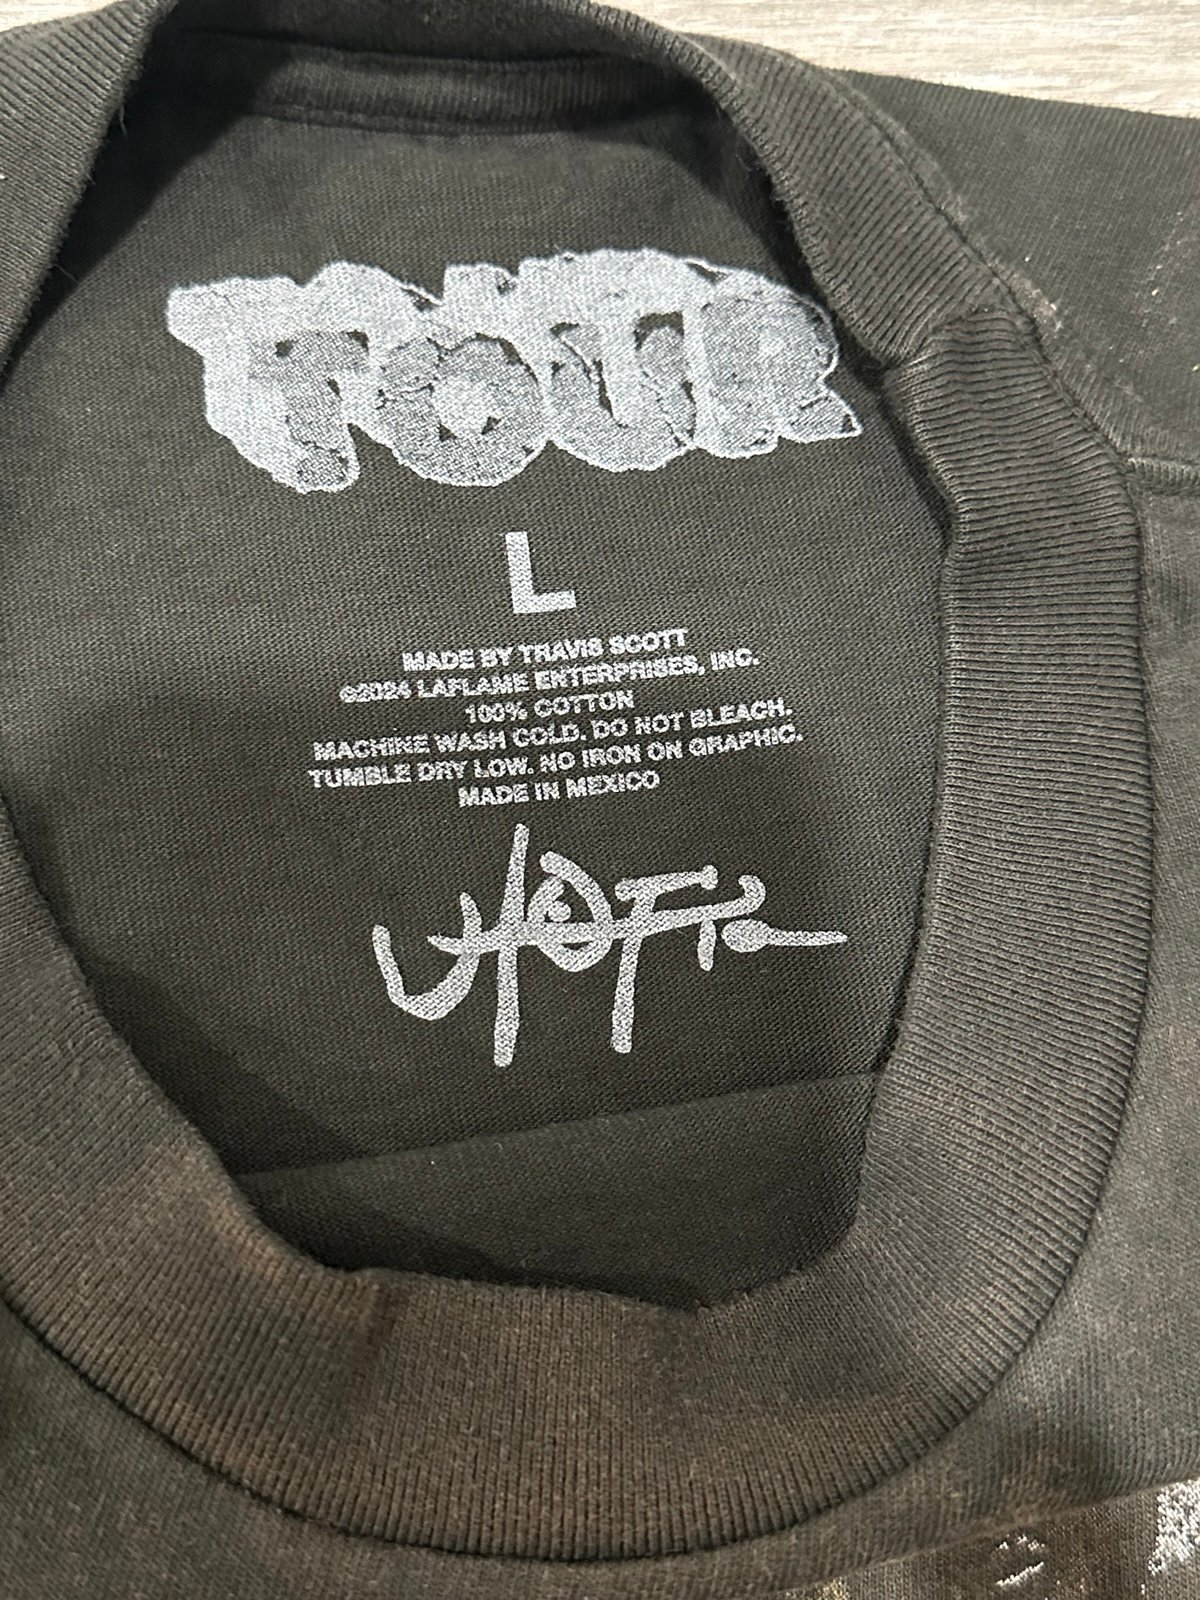 TOUR
L
MADE BY TRAVIS SCOTT
©2024 LAFLAME ENTERPRISES, INC.
100% COTTON
MACHINE WASH COLD. DO NOT BLEACH.
TUMBLE DRY LOW. NO IRON ON GRAPHIC.
MADE IN MEXICO
UTOPIA